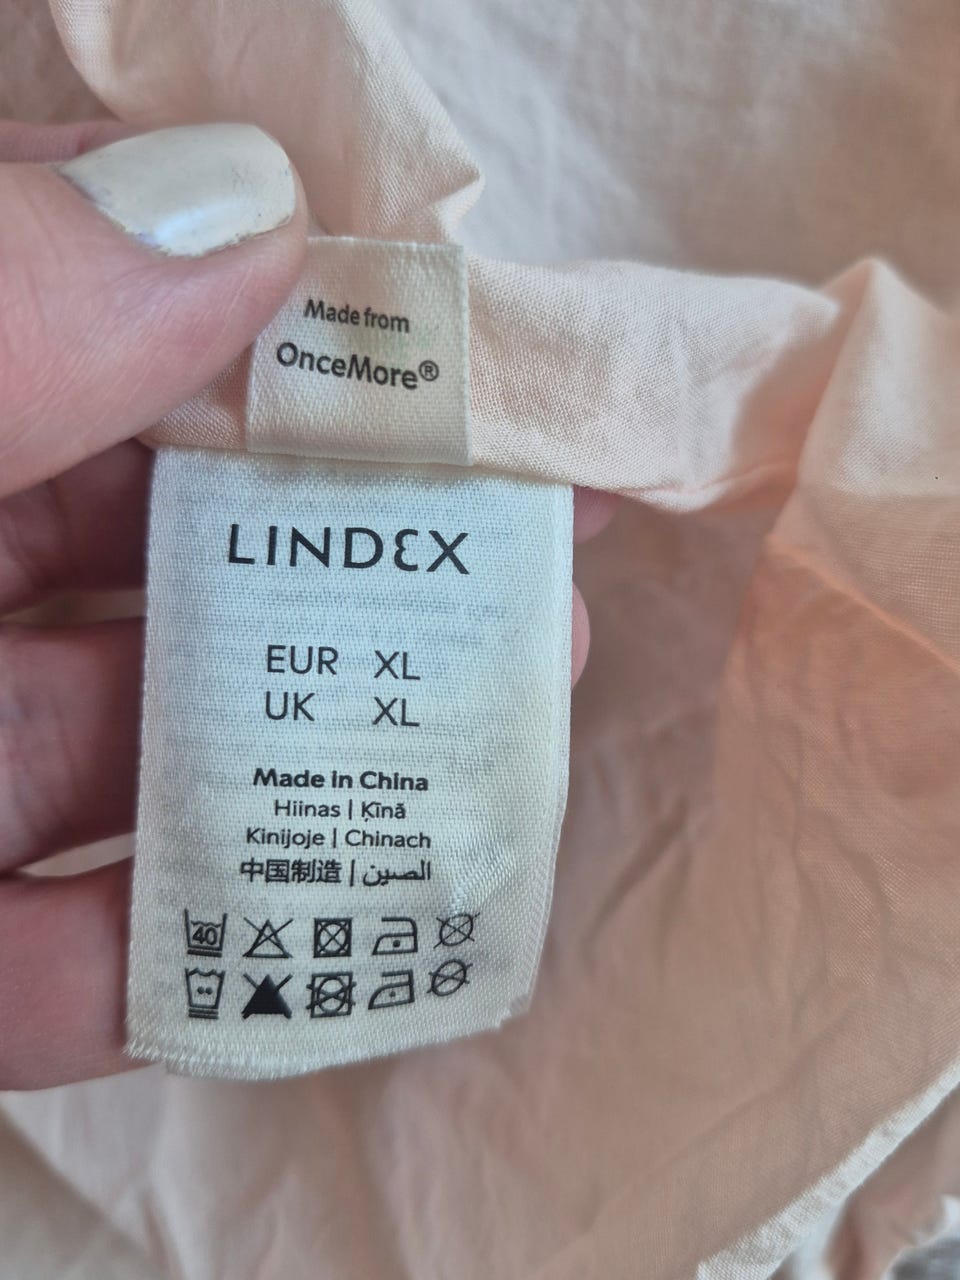 Made from
OnceMore®
LINDEX
EUR XL
UK XL
Made in China
Hiinas | Ķīnā
Kinijoje | Chinach
中国制造 | الصين
40